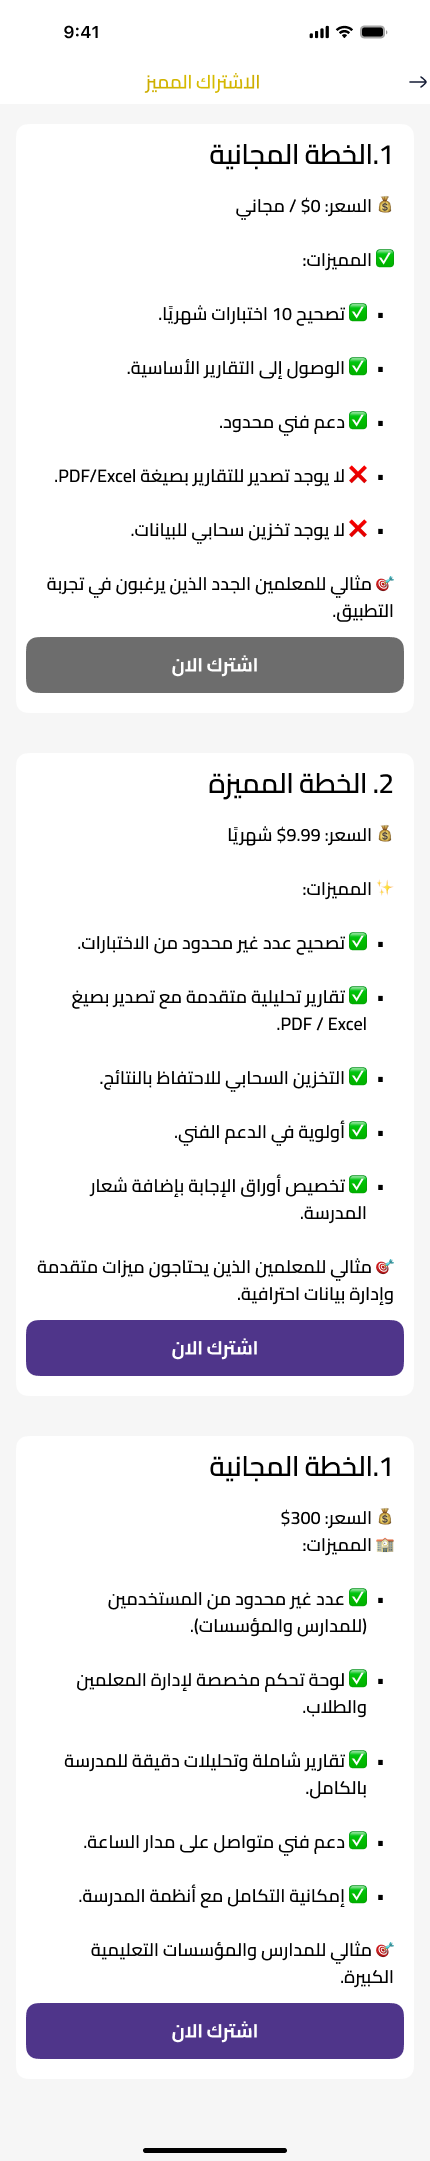 9:41
الاشتراك المميز
1.الخطة المجانية
💰 السعر: 0$ / مجاني
✅ المميزات:
▪ ✅ تصحيح 10 اختبارات شهريًا.
▪ ✅ الوصول إلى التقارير الأساسية.
▪ ✅ دعم فني محدود.
▪ ❌ لا يوجد تصدير للتقارير بصيغة PDF/Excel.
▪ ❌ لا يوجد تخزين سحابي للبيانات.
🎯 مثالي للمعلمين الجدد الذين يرغبون في تجربة
التطبيق.
اشترك الان
2. الخطة المميزة
💰 السعر: 9.99$ شهريًا
✨ المميزات:
▪ ✅ تصحيح عدد غير محدود من الاختبارات.
▪ ✅ تقارير تحليلية متقدمة مع تصدير بصيغ
PDF / Excel.
▪ ✅ التخزين السحابي للاحتفاظ بالنتائج.
▪ ✅ أولوية في الدعم الفني.
▪ ✅ تخصيص أوراق الإجابة بإضافة شعار
المدرسة.
🎯 مثالي للمعلمين الذين يحتاجون ميزات متقدمة
وإدارة بيانات احترافية.
اشترك الان
1.الخطة المجانية
💰 السعر: 300$
🏫 المميزات:
▪ ✅ عدد غير محدود من المستخدمين
(للمدارس والمؤسسات).
▪ ✅ لوحة تحكم مخصصة لإدارة المعلمين
والطلاب.
▪ ✅ تقارير شاملة وتحليلات دقيقة للمدرسة
بالكامل.
▪ ✅ دعم فني متواصل على مدار الساعة.
▪ ✅ إمكانية التكامل مع أنظمة المدرسة.
🎯 مثالي للمدارس والمؤسسات التعليمية
الكبيرة.
اشترك الان